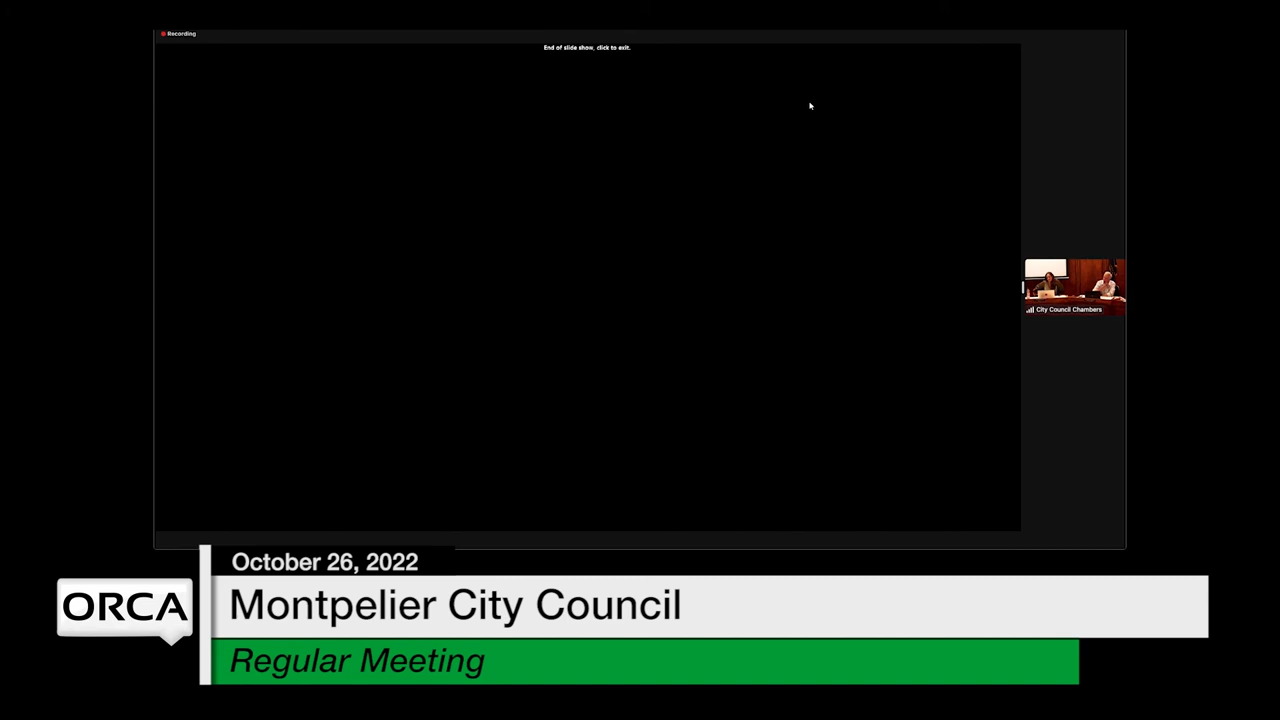 Recording
End of slide show, click to exit.
City Council Chambers
October 26, 2022
ORCA
Montpelier City Council
Regular Meeting